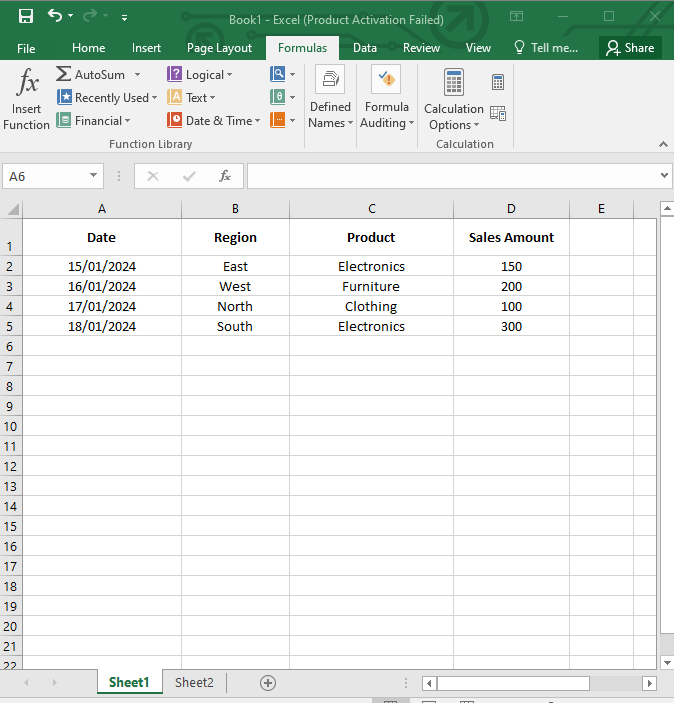 Book1 - Excel (Product Activation Failed)
File Home Insert Page Layout Formulas Data Review View Tell me... Share
fx Insert Function
AutoSum
Recently Used
Financial
Logical
Text
Date & Time
Function Library
Defined Names
Formula Auditing
Calculation Options
Calculation
A6 fx
A B C D E
1 Date Region Product Sales Amount
2 15/01/2024 East Electronics 150
3 16/01/2024 West Furniture 200
4 17/01/2024 North Clothing 100
5 18/01/2024 South Electronics 300
6
7
8
9
10
11
12
13
14
15
16
17
18
19
20
21
22
Sheet1 Sheet2